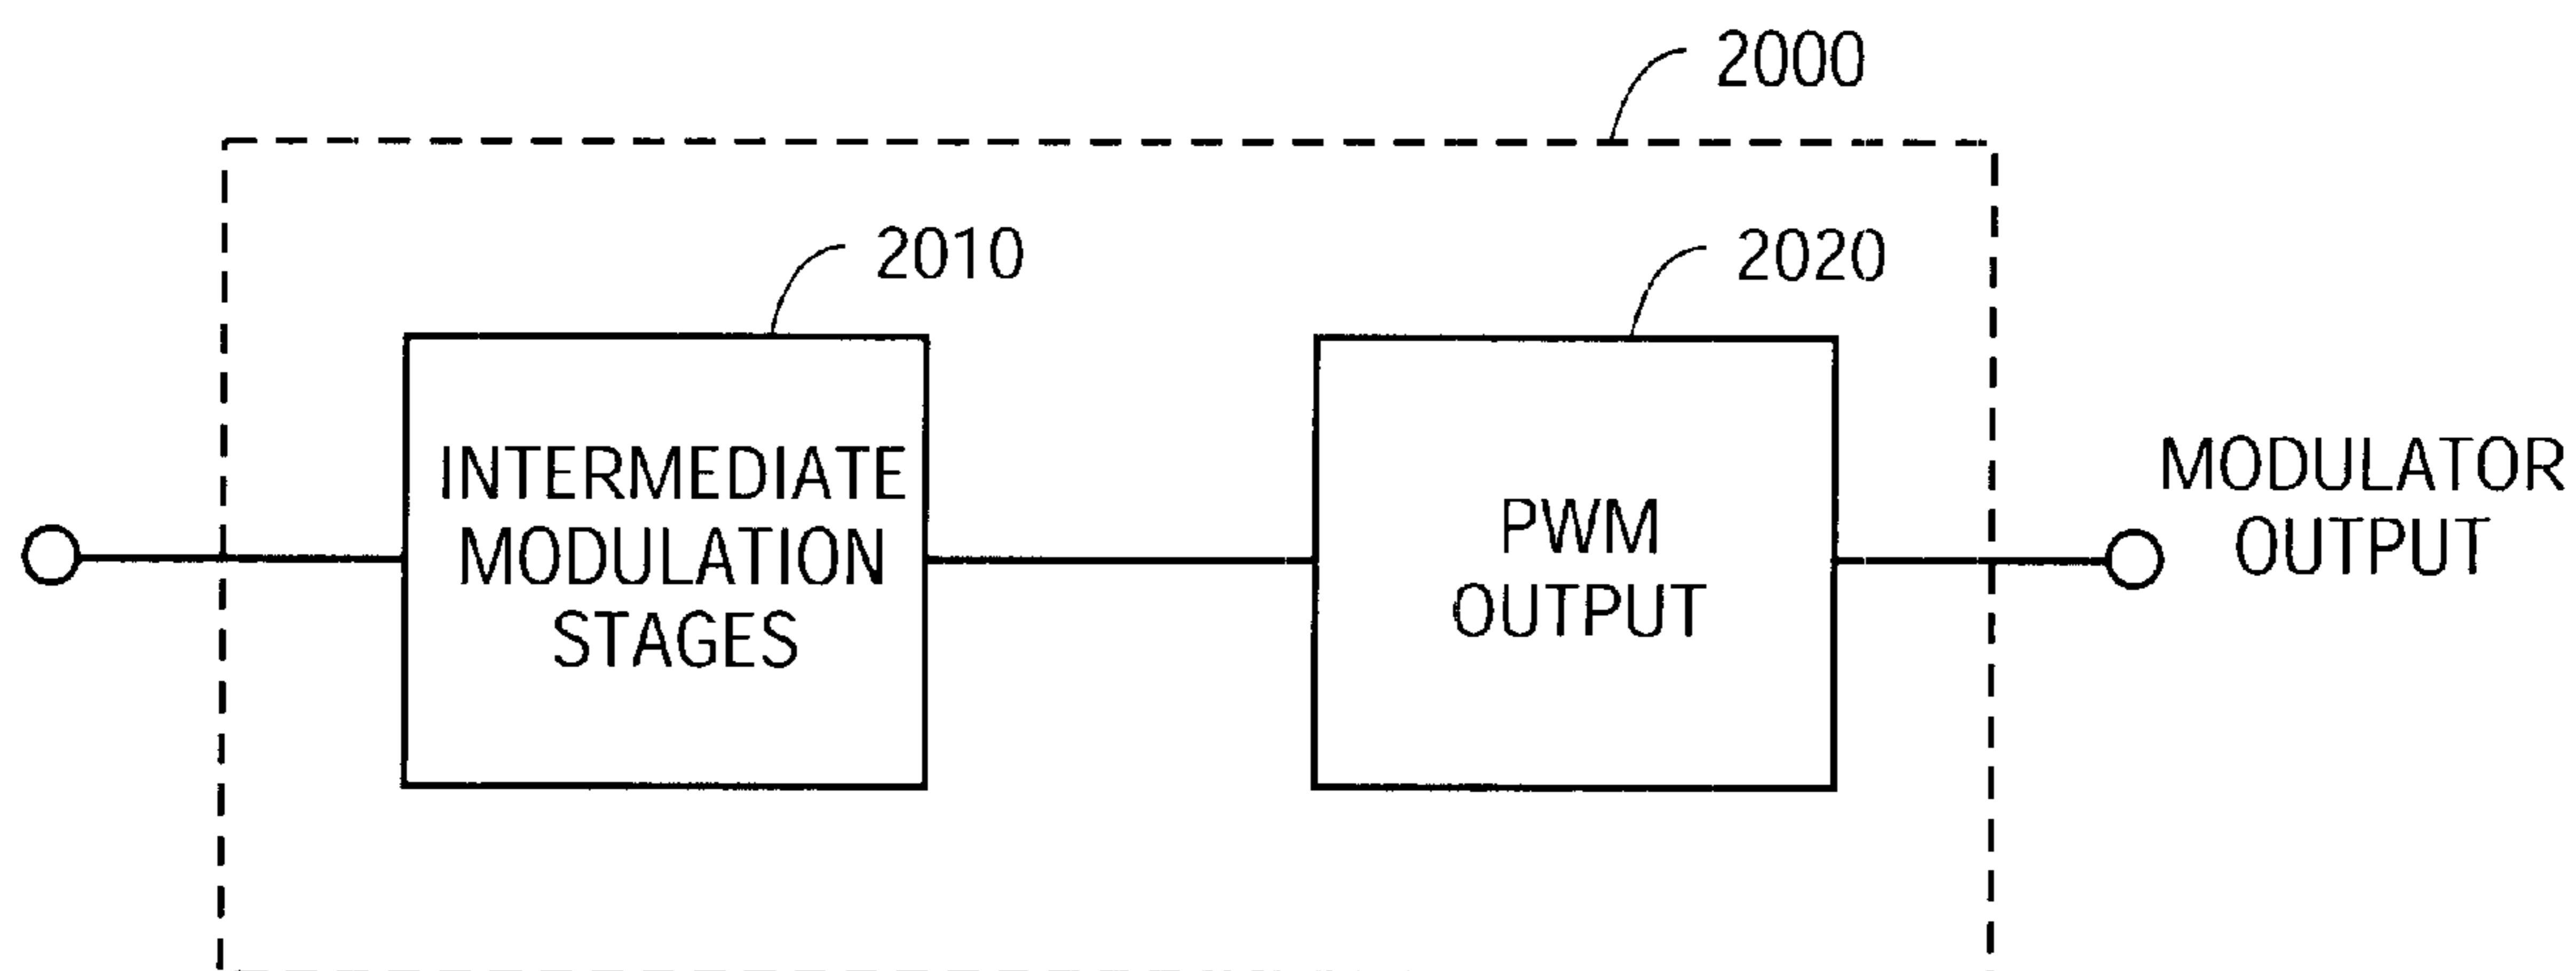 2000
2010
2020
INTERMEDIATE
MODULATION
STAGES
PWM
OUTPUT
MODULATOR
OUTPUT